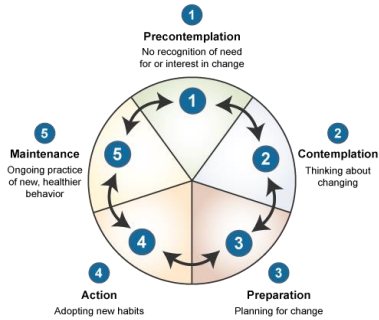 1
Precontemplation
No recognition of need
for or interest in change
1
2
Contemplation
Thinking about
changing
2
3
Preparation
Planning for change
3
4
Action
Adopting new habits
4
5
Maintenance
Ongoing practice
of new, healthier
behavior
5